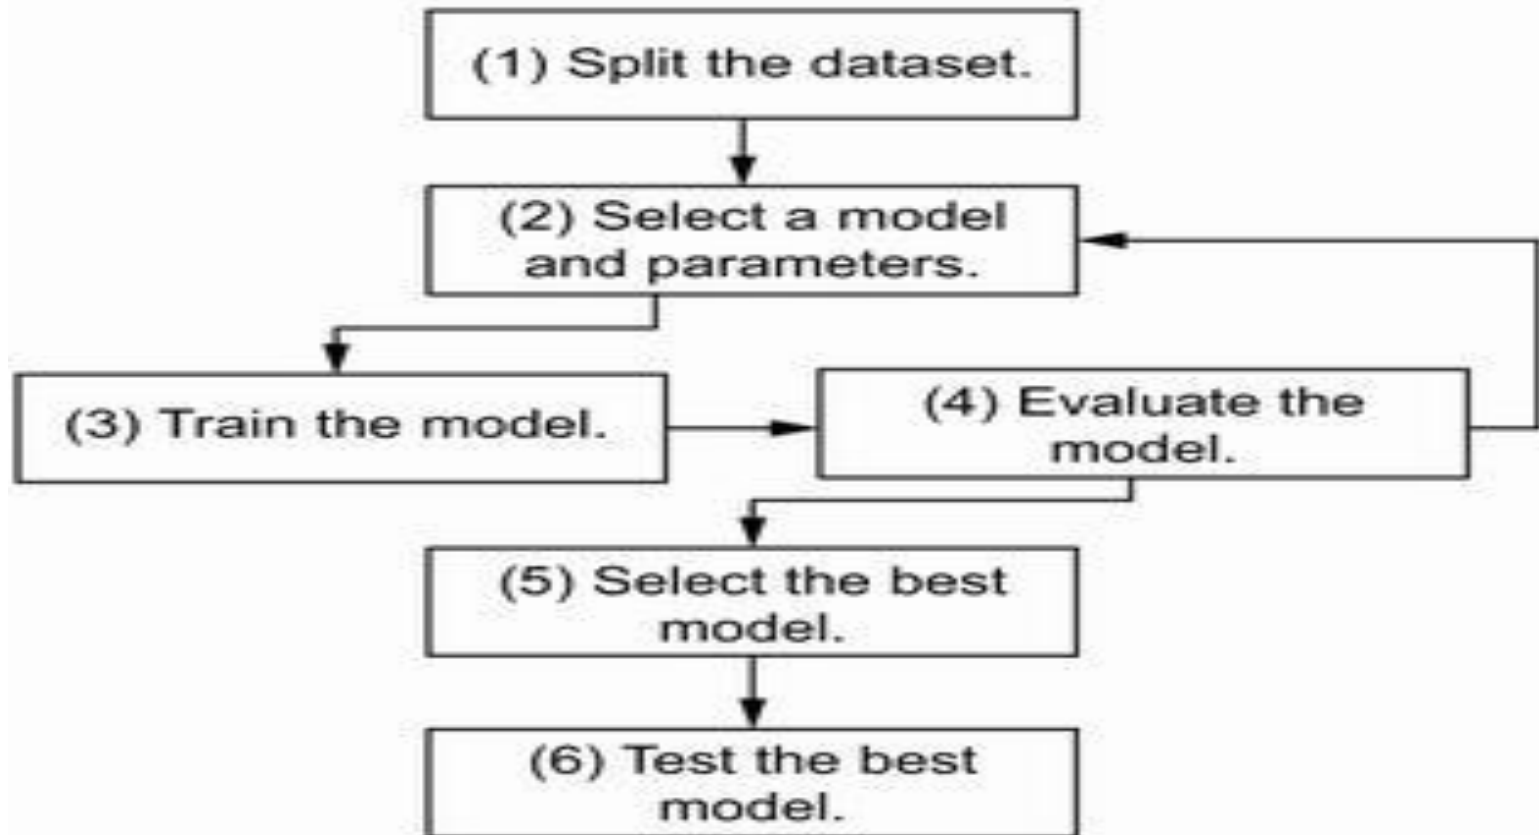 (1) Split the dataset.
(2) Select a model
and parameters.
(3) Train the model.
(4) Evaluate the
model.
(5) Select the best
model.
(6) Test the best
model.